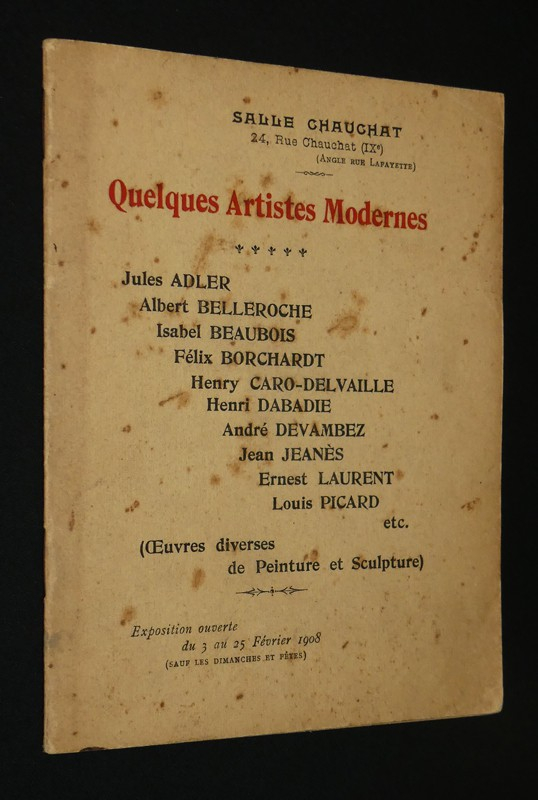 SALLE CHAUCHAT
24, Rue Chauchat (IXe)
(ANGLE RUE LAFAYETTE)
Quelques Artistes Modernes
Jules ADLER
Albert BELLEROCHE
Isabel BEAUBOIS
Félix BORCHARDT
Henry CARO-DELVAILLE
Henri DABADIE
André DEVAMBEZ
Jean JEANÈS
Ernest LAURENT
Louis PICARD
etc.
(Œuvres diverses
de Peinture et Sculpture)
Exposition ouverte
du 3 au 25 Février 1908
(SAUF LES DIMANCHES ET FÊTES)